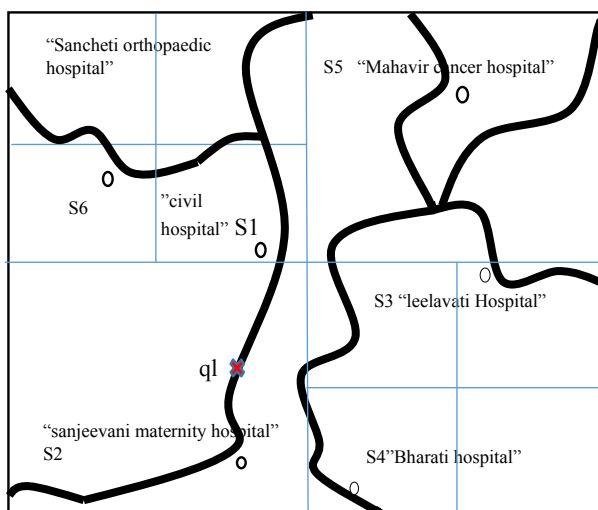 “Sancheti orthopaedic
hospital”
S5 “Mahavir cancer hospital”
S6
”civil
hospital” S1
S3 “leelavati Hospital”
ql
“sanjeevani maternity hospital”
S2
S4”Bharati hospital”